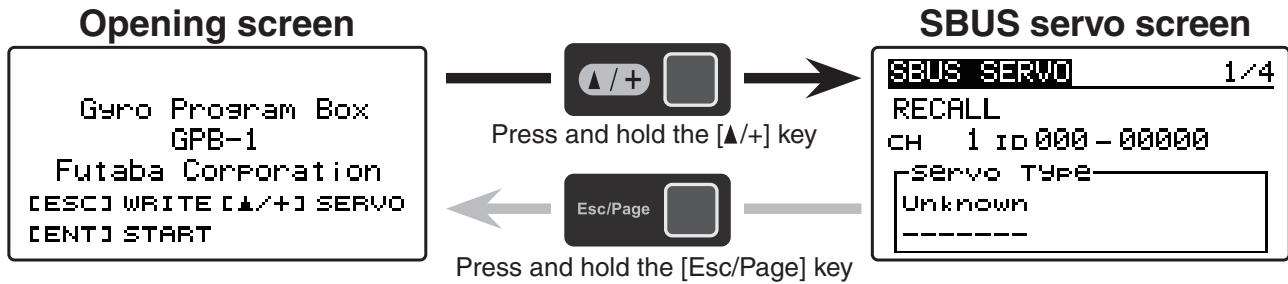 Opening screen
Gyro Program Box
GPB-1
Futaba Corporation
[ESC] WRITE [▲/+] SERVO
[ENT] START
▲/+
Press and hold the [▲/+] key
Esc/Page
Press and hold the [Esc/Page] key
SBUS servo screen
SBUS SERVO 1/4
RECALL
CH 1 ID 000 – 00000
Servo Type
Unknown
-------